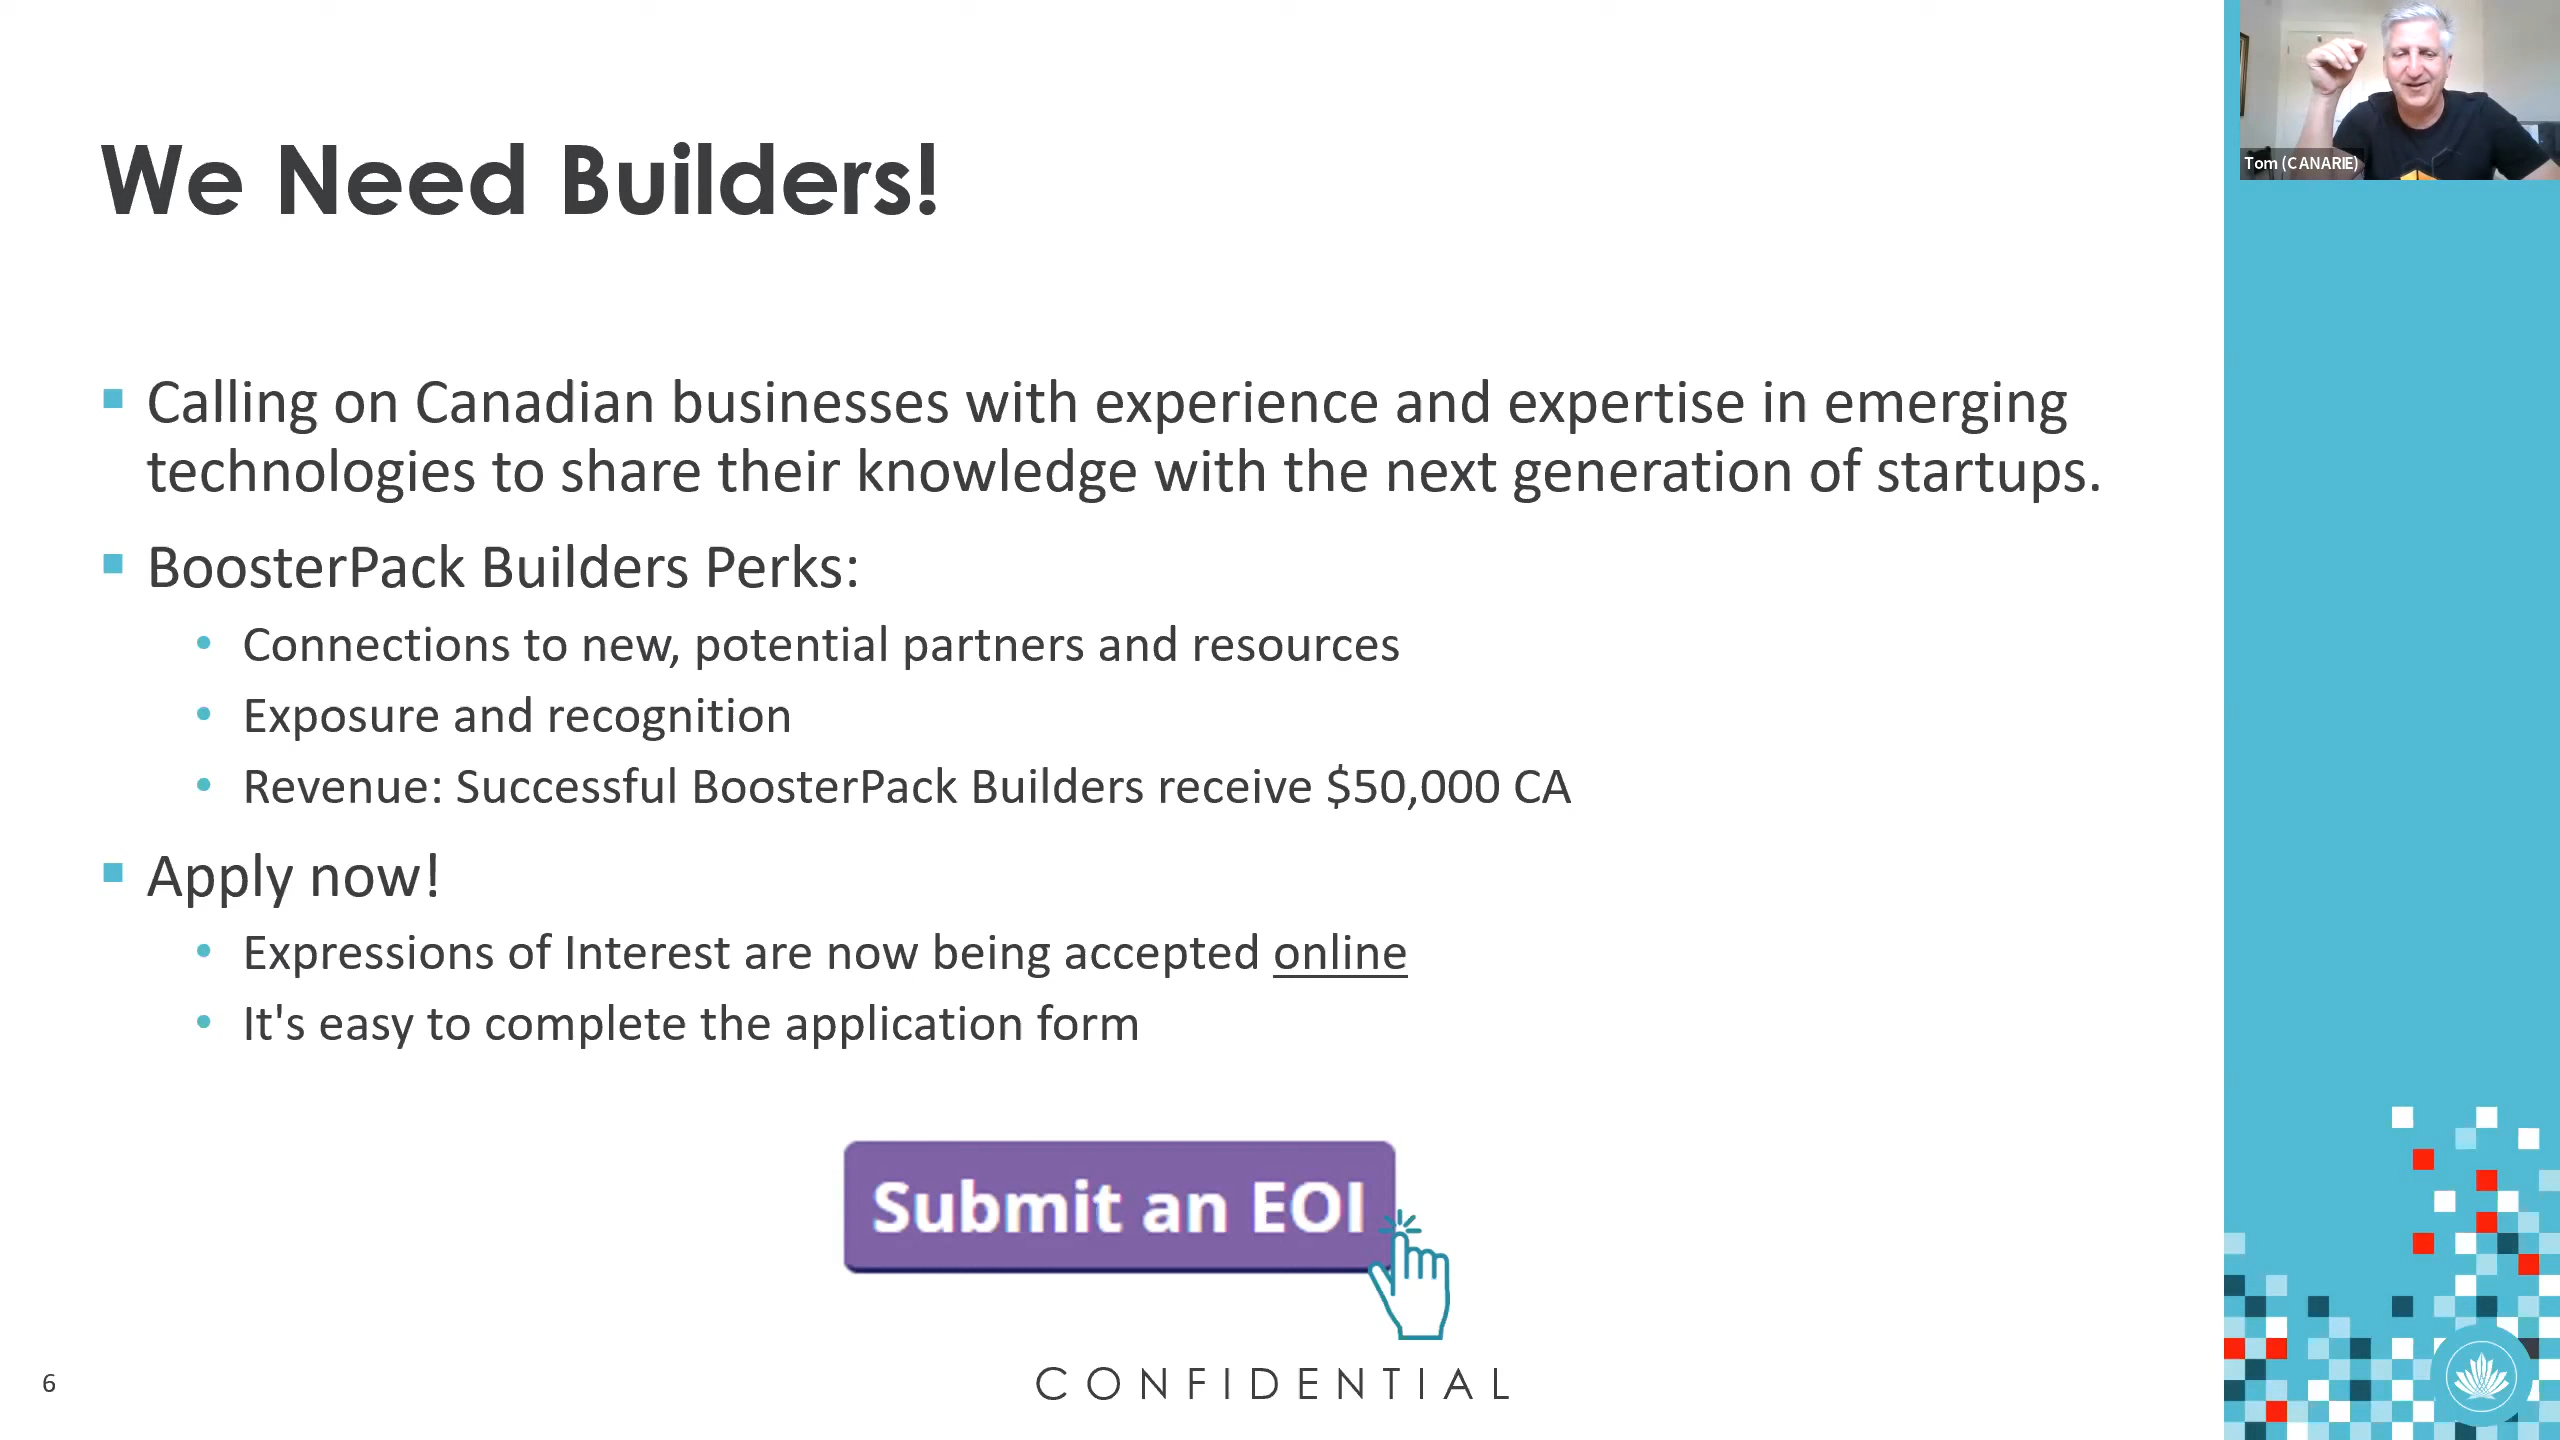 We Need Builders!
Tom (CANARIE)
Calling on Canadian businesses with experience and expertise in emerging
technologies to share their knowledge with the next generation of startups.
BoosterPack Builders Perks:
Connections to new, potential partners and resources
Exposure and recognition
Revenue: Successful BoosterPack Builders receive $50,000 CA
Apply now!
Expressions of Interest are now being accepted online
It's easy to complete the application form
Submit an EOI
6
CONFIDENTIAL